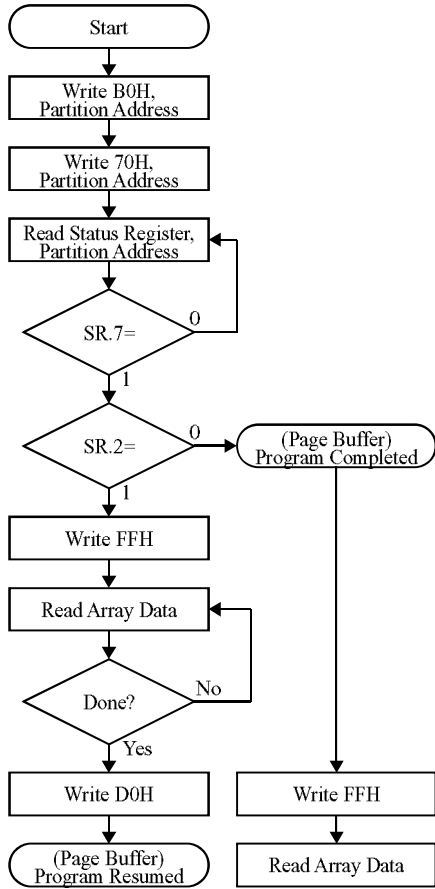 Start
Write B0H,
Partition Address
Write 70H,
Partition Address
Read Status Register,
Partition Address
SR.7=
0
1
SR.2=
0
1
(Page Buffer)
Program Completed
Write FFH
Read Array Data
Done?
No
Yes
Write D0H
(Page Buffer)
Program Resumed
Write FFH
Read Array Data